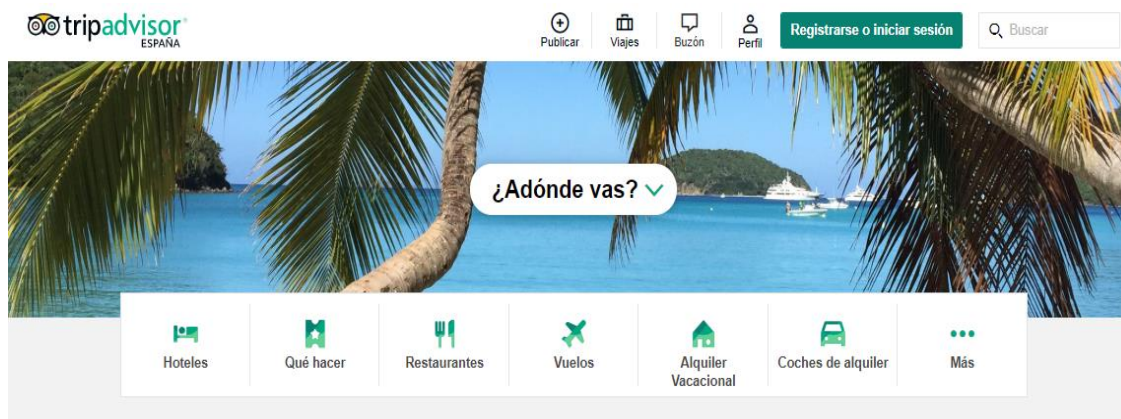 tripadvisor
ESPAÑA
Publicar
Viajes
Buzón
Perfil
Registrarse o iniciar sesión
Buscar
¿Adónde vas?
Hoteles
Qué hacer
Restaurantes
Vuelos
Alquiler
Vacacional
Coches de alquiler
Más